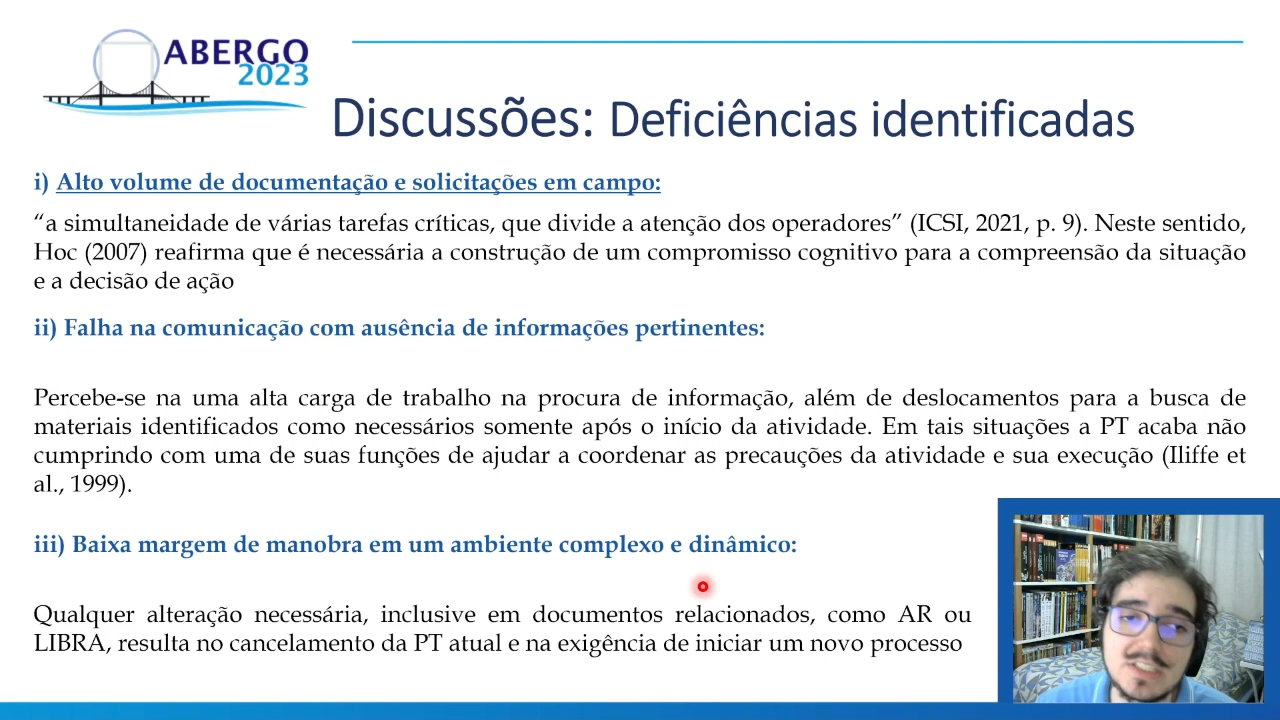 ABERGO
2023
Discussões: Deficiências identificadas
i) Alto volume de documentação e solicitações em campo:
“a simultaneidade de várias tarefas críticas, que divide a atenção dos operadores” (ICSI, 2021, p. 9). Neste sentido,
Hoc (2007) reafirma que é necessária a construção de um compromisso cognitivo para a compreensão da situação
e a decisão de ação
ii) Falha na comunicação com ausência de informações pertinentes:
Percebe-se na uma alta carga de trabalho na procura de informação, além de deslocamentos para a busca de
materiais identificados como necessários somente após o início da atividade. Em tais situações a PT acaba não
cumprindo com uma de suas funções de ajudar a coordenar as precauções da atividade e sua execução (Iliffe et
al., 1999).
iii) Baixa margem de manobra em um ambiente complexo e dinâmico:
Qualquer alteração necessária, inclusive em documentos relacionados, como AR ou
LIBRA, resulta no cancelamento da PT atual e na exigência de iniciar um novo processo